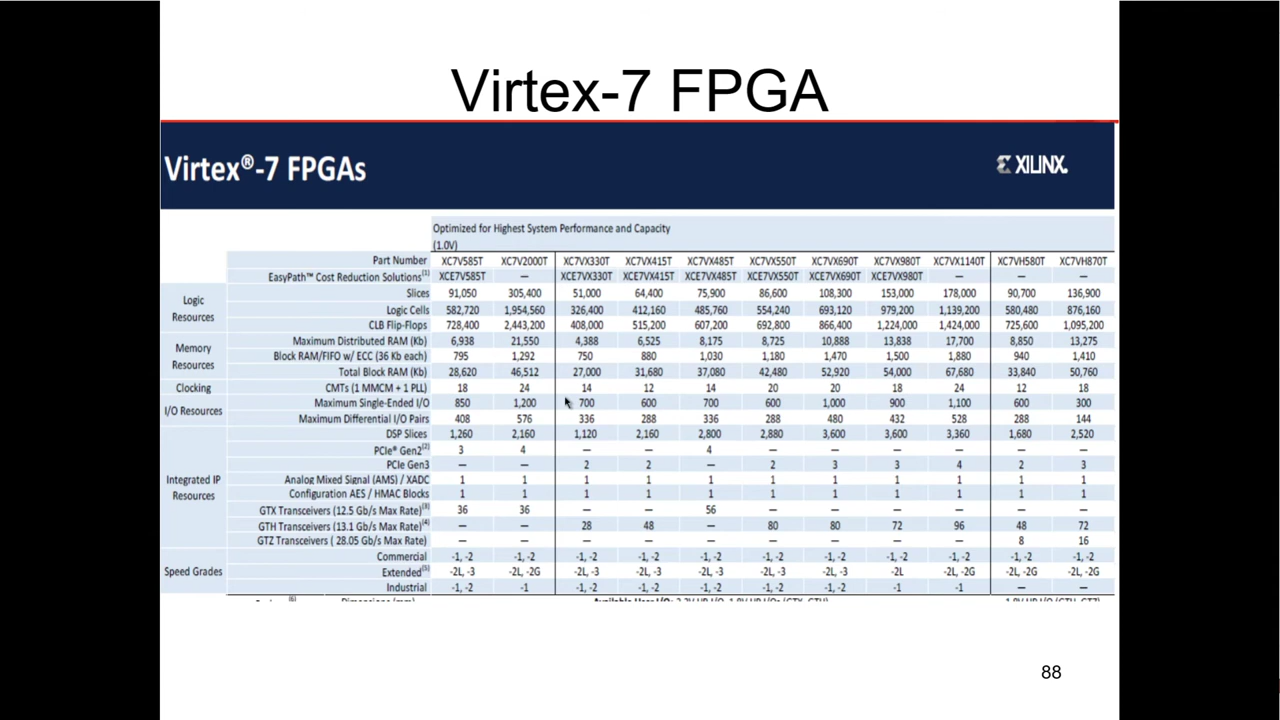 Virtex-7 FPGA
Virtex®-7 FPGAs
XILINX.
Optimized for Highest System Performance and Capacity
(1.0V)
Part Number XC7V585T XC7V2000T XC7VX330T XC7VX415T XC7VX485T XC7VX550T XC7VX690T XC7VX980T XC7VX1140T XC7VH580T XC7VH870T
EasyPath™ Cost Reduction Solutions(1) XCE7V585T — XCE7VX330T XCE7VX415T XCE7VX485T XCE7VX550T XCE7VX690T XCE7VX980T — — —
Logic Resources
Slices 91,050 305,400 51,000 64,400 75,900 86,600 108,300 153,000 178,000 90,700 136,900
Logic Cells 582,720 1,954,560 326,400 412,160 485,760 554,240 693,120 979,200 1,139,200 580,480 876,160
CLB Flip-Flops 728,400 2,443,200 408,000 515,200 607,200 692,800 866,400 1,224,000 1,424,000 725,600 1,095,200
Memory Resources
Maximum Distributed RAM (Kb) 6,938 21,550 4,388 6,525 8,175 8,725 10,888 13,838 17,700 8,850 13,275
Block RAM/FIFO w/ ECC (36 Kb each) 795 1,292 750 880 1,030 1,180 1,470 1,500 1,880 940 1,410
Total Block RAM (Kb) 28,620 46,512 27,000 31,680 37,080 42,480 52,920 54,000 67,680 33,840 50,760
Clocking CMTs (1 MMCM + 1 PLL) 18 24 14 12 14 20 20 18 24 12 18
I/O Resources
Maximum Single-Ended I/O 850 1,200 700 600 700 600 1,000 900 1,100 600 300
Maximum Differential I/O Pairs 408 576 336 288 336 288 480 432 528 288 144
Integrated IP Resources
DSP Slices 1,260 2,160 1,120 2,160 2,800 2,880 3,600 3,600 3,360 1,680 2,520
PCIe® Gen2(2) 3 4 — — 4 — — — — — —
PCIe Gen3 — — 2 2 — 2 3 3 4 2 3
Analog Mixed Signal (AMS) / XADC 1 1 1 1 1 1 1 1 1 1 1
Configuration AES / HMAC Blocks 1 1 1 1 1 1 1 1 1 1 1
GTX Transceivers (12.5 Gb/s Max Rate)(3) 36 36 — — 56 — — — — — —
GTH Transceivers (13.1 Gb/s Max Rate)(4) — — 28 48 — 80 80 72 96 48 72
GTZ Transceivers ( 28.05 Gb/s Max Rate) — — — — — — — — — 8 16
Speed Grades
Commercial -1, -2 -1, -2 -1, -2 -1, -2 -1, -2 -1, -2 -1, -2 -1, -2 -1, -2 -1, -2 -1, -2
Extended(5) -2L, -3 -2L, -2G -2L, -3 -2L, -3 -2L, -3 -2L, -3 -2L, -3 -2L -2L, -2G -2L, -2G -2L, -2G
Industrial -1, -2 -1 -1, -2 -1, -2 -1, -2 -1, -2 -1, -2 -1 -1 — —
88